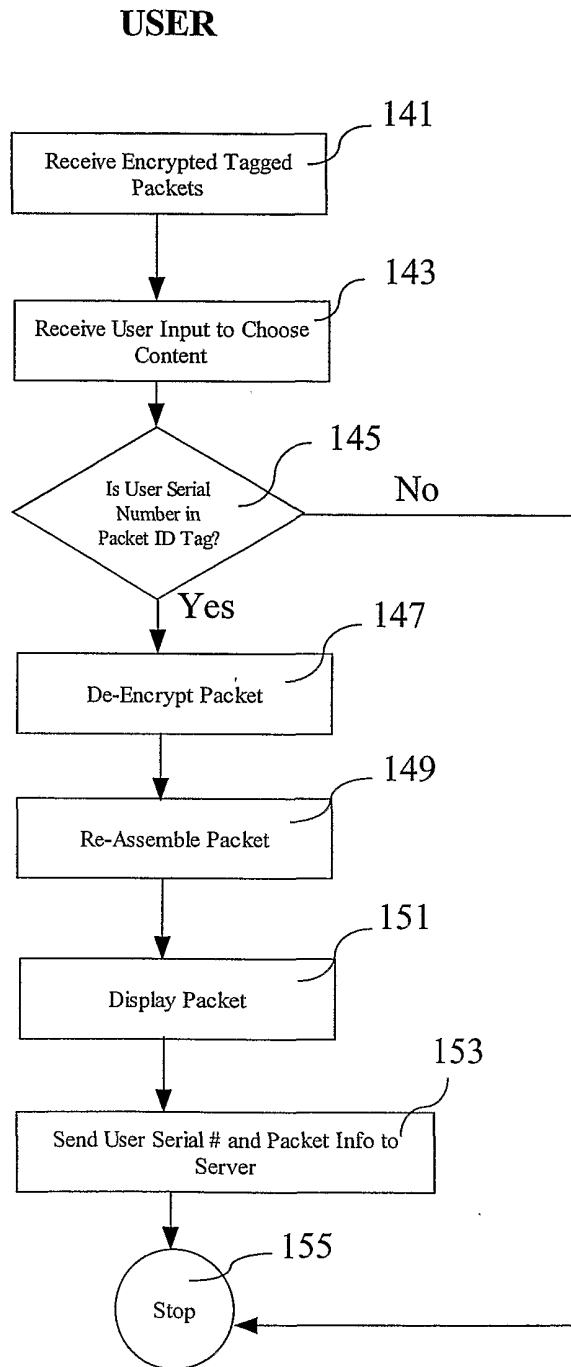 USER
141
Receive Encrypted Tagged
Packets
143
Receive User Input to Choose
Content
145
Is User Serial
Number in
Packet ID Tag?
No
Yes
147
De-Encrypt Packet
149
Re-Assemble Packet
151
Display Packet
153
Send User Serial # and Packet Info to
Server
155
Stop